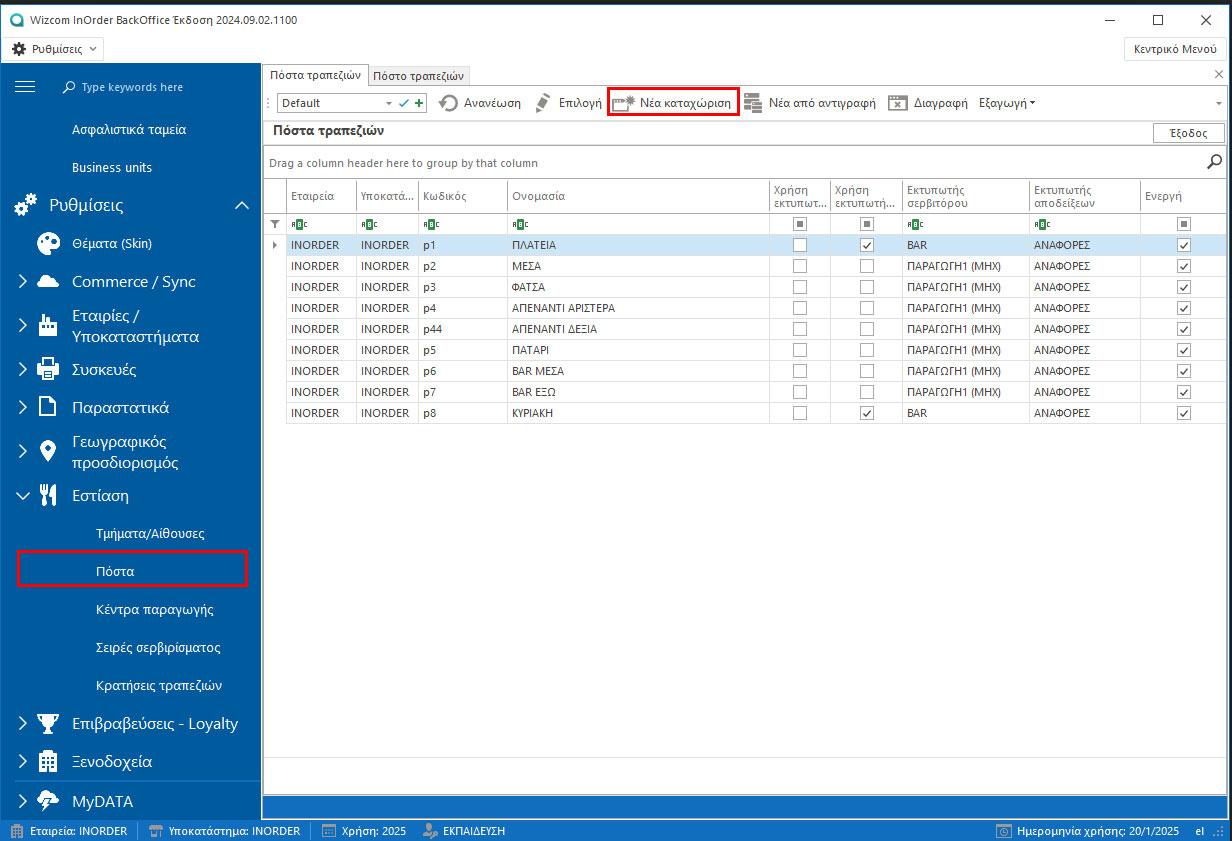 Wizcom InOrder BackOffice Έκδοση 2024.09.02.1100
Ρυθμίσεις
Κεντρικό Μενού
Type keywords here
Ασφαλιστικά ταμεία
Business units
Ρυθμίσεις
Θέματα (Skin)
Commerce / Sync
Εταιρίες /
Υποκαταστήματα
Συσκευές
Παραστατικά
Γεωγραφικός
προσδιορισμός
Εστίαση
Τμήματα/Αίθουσες
Πόστα
Κέντρα παραγωγής
Σειρές σερβιρίσματος
Κρατήσεις τραπεζιών
Επιβραβεύσεις - Loyalty
Ξενοδοχεία
MyDATA
Πόστα τραπεζιών Πόστο τραπεζιών
Default Ανανέωση Επιλογή Νέα καταχώριση Νέα από αντιγραφή Διαγραφή Εξαγωγή
Πόστα τραπεζιών
Έξοδος
Drag a column header here to group by that column
Εταιρεία Υποκατά... Κωδικός Ονομασία Χρήση εκτυπωτ... Χρήση εκτυπωτή... Εκτυπωτής σερβιτόρου Εκτυπωτής αποδείξεων Ενεργή
INORDER INORDER p1 ΠΛΑΤΕΙΑ BAR ΑΝΑΦΟΡΕΣ
INORDER INORDER p2 ΜΕΣΑ ΠΑΡΑΓΩΓΗ1 (ΜΗΧ) ΑΝΑΦΟΡΕΣ
INORDER INORDER p3 ΦΑΤΣΑ ΠΑΡΑΓΩΓΗ1 (ΜΗΧ) ΑΝΑΦΟΡΕΣ
INORDER INORDER p4 ΑΠΕΝΑΝΤΙ ΑΡΙΣΤΕΡΑ ΠΑΡΑΓΩΓΗ1 (ΜΗΧ) ΑΝΑΦΟΡΕΣ
INORDER INORDER p44 ΑΠΕΝΑΝΤΙ ΔΕΞΙΑ ΠΑΡΑΓΩΓΗ1 (ΜΗΧ) ΑΝΑΦΟΡΕΣ
INORDER INORDER p5 ΠΑΤΑΡΙ ΠΑΡΑΓΩΓΗ1 (ΜΗΧ) ΑΝΑΦΟΡΕΣ
INORDER INORDER p6 BAR ΜΕΣΑ ΠΑΡΑΓΩΓΗ1 (ΜΗΧ) ΑΝΑΦΟΡΕΣ
INORDER INORDER p7 BAR ΕΞΩ ΠΑΡΑΓΩΓΗ1 (ΜΗΧ) ΑΝΑΦΟΡΕΣ
INORDER INORDER p8 ΚΥΡΙΑΚΗ BAR ΑΝΑΦΟΡΕΣ
Εταιρεία: INORDER Υποκατάστημα: INORDER Χρήση: 2025 ΕΚΠΑΙΔΕΥΣΗ Ημερομηνία χρήσης: 20/1/2025 el